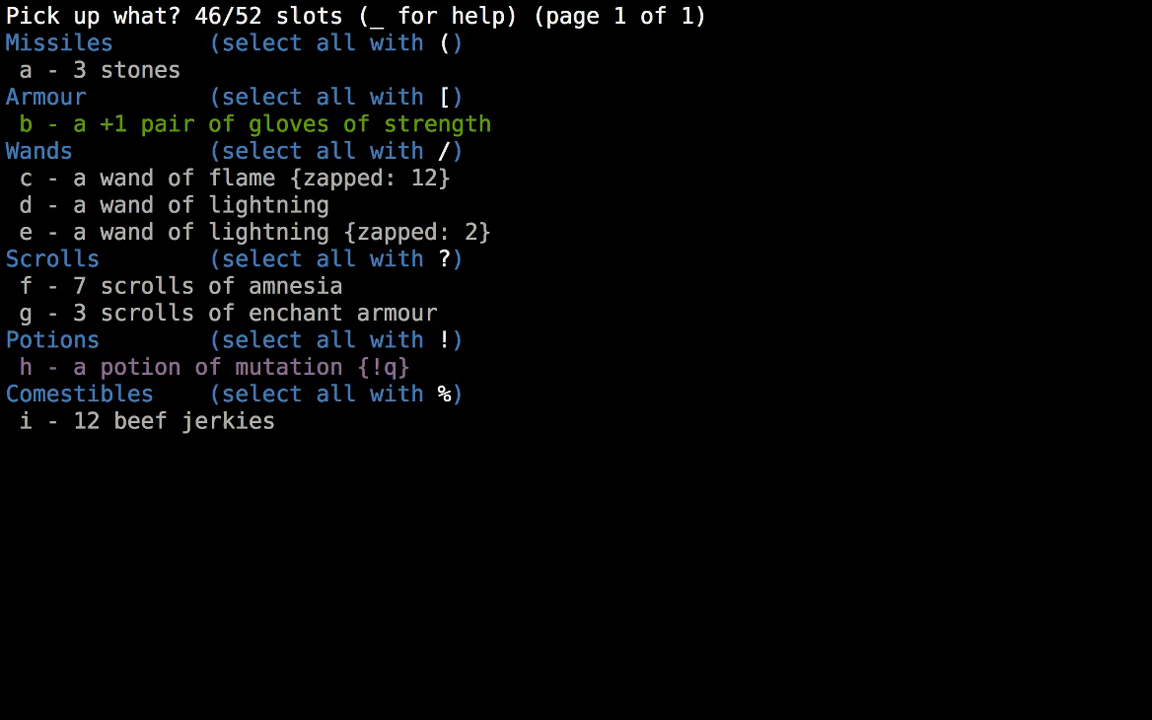 Pick up what? 46/52 slots (_ for help) (page 1 of 1)
Missiles (select all with ()
a - 3 stones
Armour (select all with [)
b - a +1 pair of gloves of strength
Wands (select all with /)
c - a wand of flame {zapped: 12}
d - a wand of lightning
e - a wand of lightning {zapped: 2}
Scrolls (select all with ?)
f - 7 scrolls of amnesia
g - 3 scrolls of enchant armour
Potions (select all with !)
h - a potion of mutation {!q}
Comestibles (select all with %)
i - 12 beef jerkies